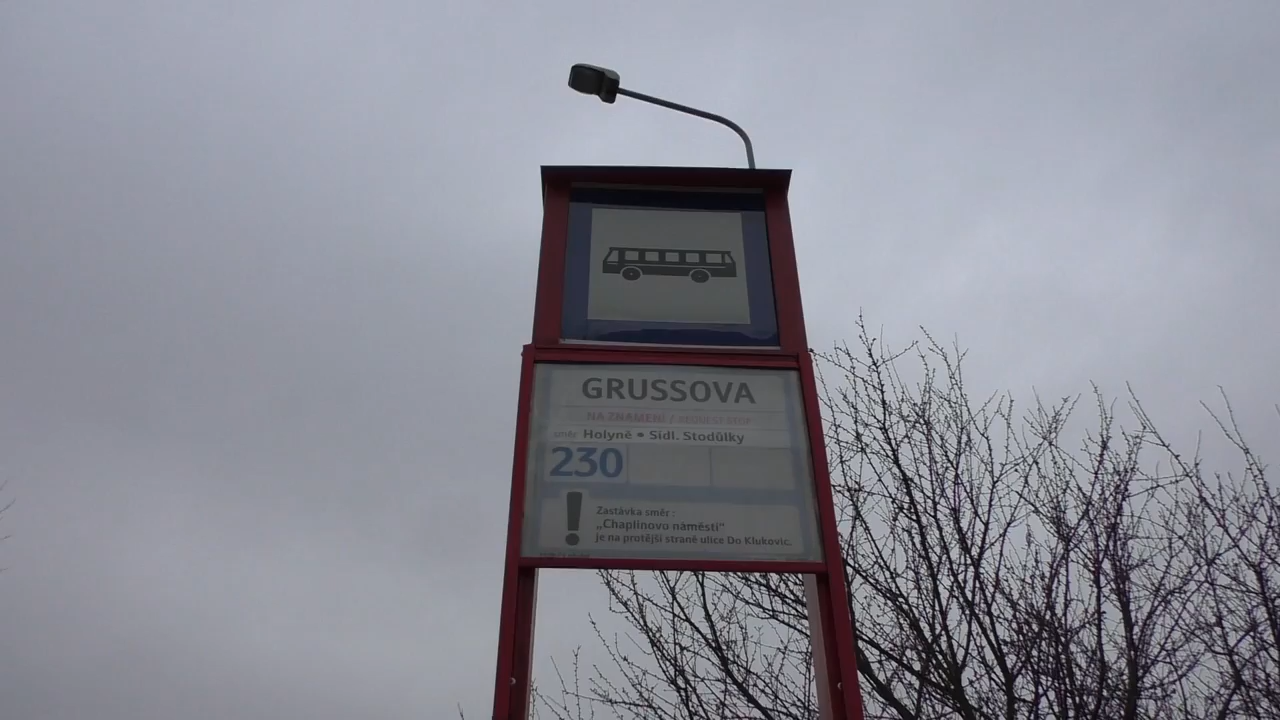 GRUSSOVA
NA ZNAMENÍ / REQUEST STOP
směr Holyně • Sídl. Stodůlky
230
Zastávka směr :
„Chaplinovo náměstí"
je na protější straně ulice Do Klukovic.